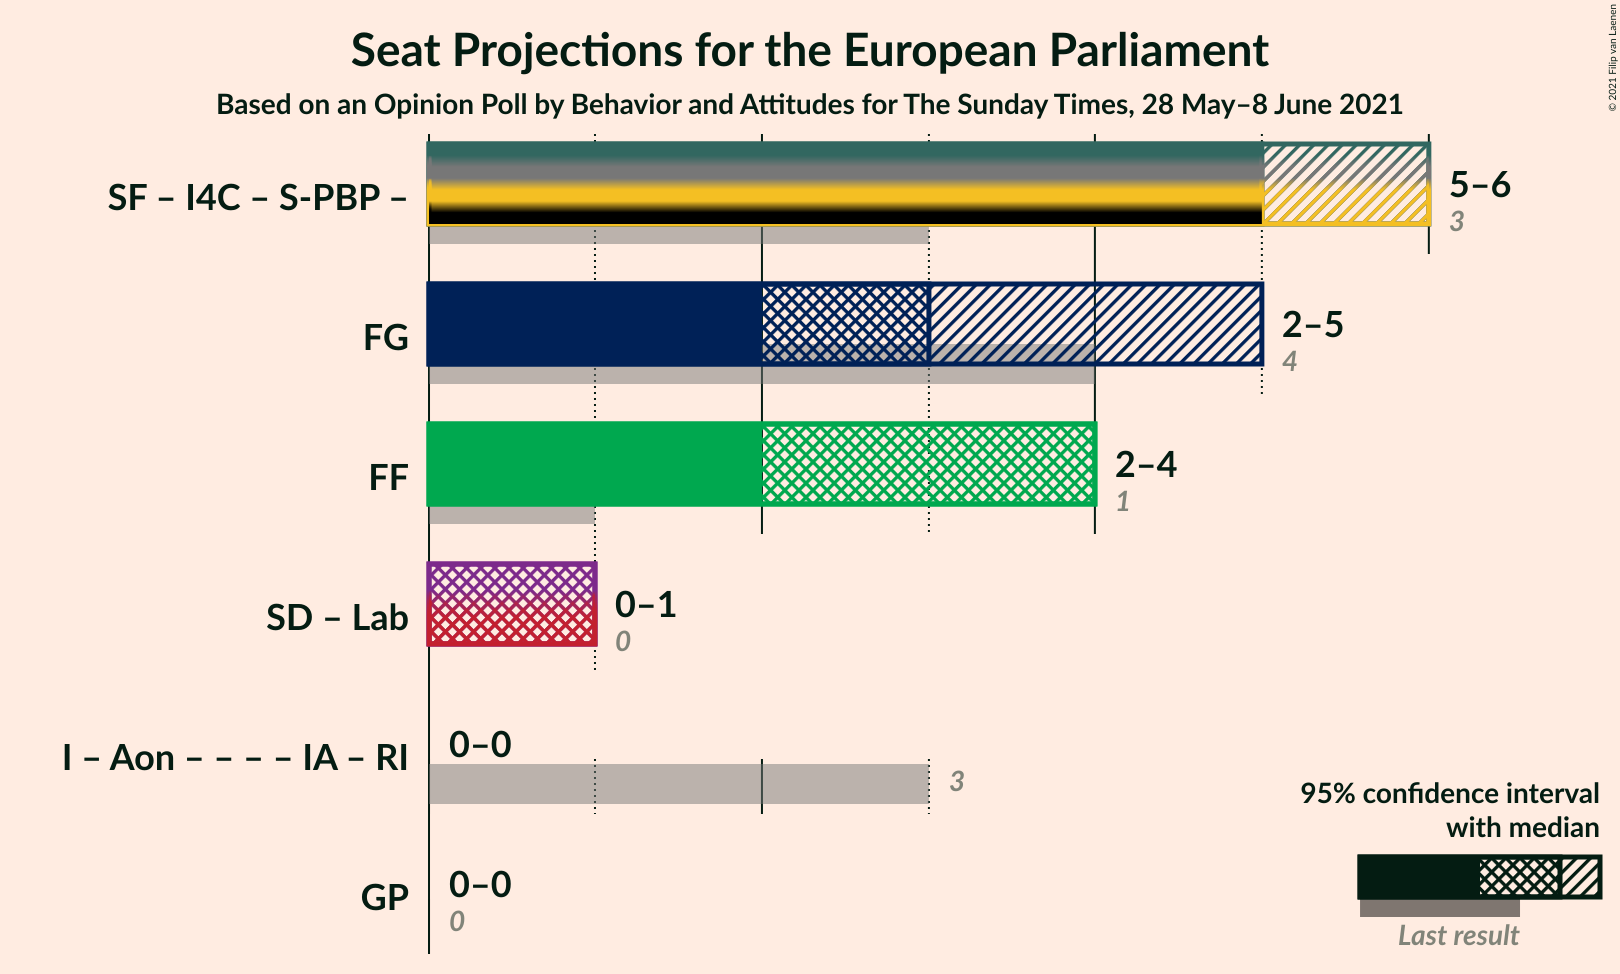 Seat Projections for the European Parliament
Based on an Opinion Poll by Behavior and Attitudes for The Sunday Times, 28 May–8 June 2021
© 2021 Filip van Laenen
SF – I4C – S-PBP –
5–6
3
FG
2–5
4
FF
2–4
1
SD – Lab
0–1
0
I – Aon – – – – IA – RI
0–0
3
GP
0–0
0
95% confidence interval
with median
Last result